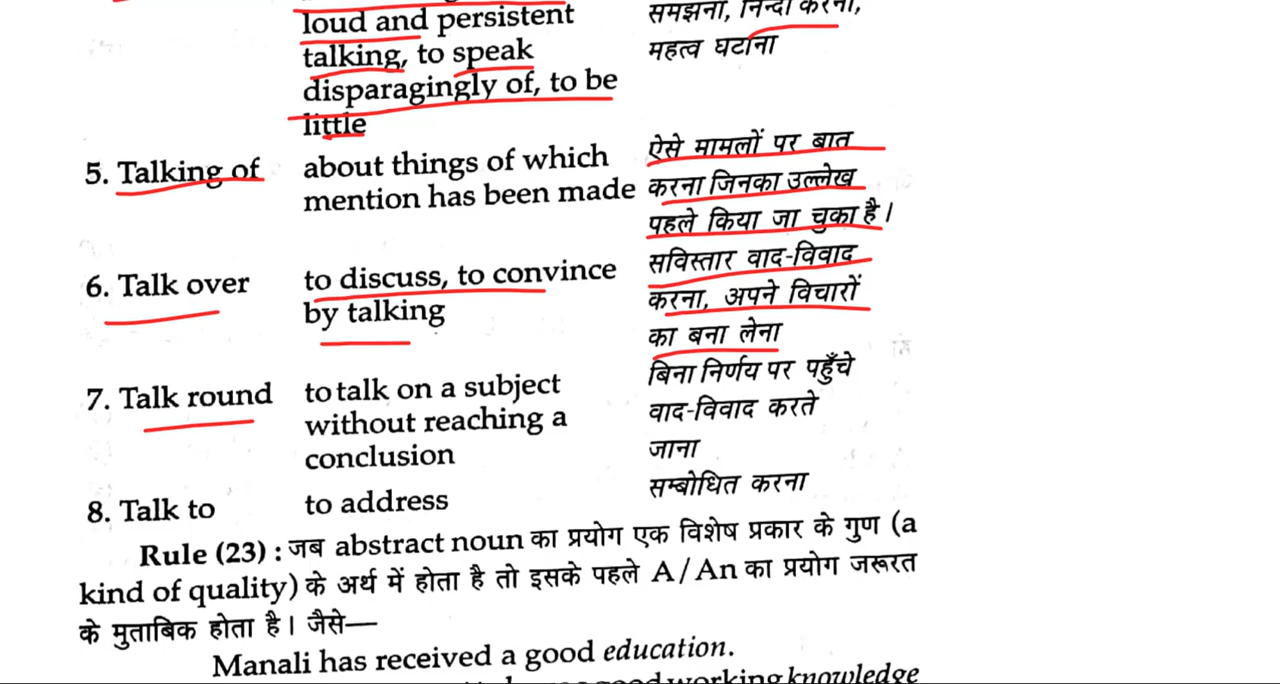 loud and persistent समझना, निन्दा करना,
talking, to speak महत्व घटाना
disparagingly of, to be
little
5. Talking of about things of which ऐसे मामलों पर बात
mention has been made करना जिनका उल्लेख
पहले किया जा चुका है।
6. Talk over to discuss, to convince सविस्तार वाद-विवाद
by talking करना, अपने विचारों
का बना लेना
7. Talk round to talk on a subject बिना निर्णय पर पहुँचे
without reaching a वाद-विवाद करते
conclusion जाना
8. Talk to to address सम्बोधित करना
Rule (23) : जब abstract noun का प्रयोग एक विशेष प्रकार के गुण (a
kind of quality) के अर्थ में होता है तो इसके पहले A/An का प्रयोग जरूरत
के मुताबिक होता है। जैसे—
Manali has received a good education.
good working knowledge